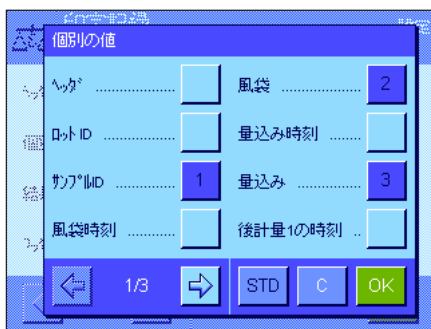 個別の値
ヘッダ ................
風袋 ................ 2
ロットID ..............
量込み時刻 .......
サンプルID ........... 1
量込み ............. 3
風袋時刻 ..........
後計量1の時刻 ..
1/3
STD
C
OK